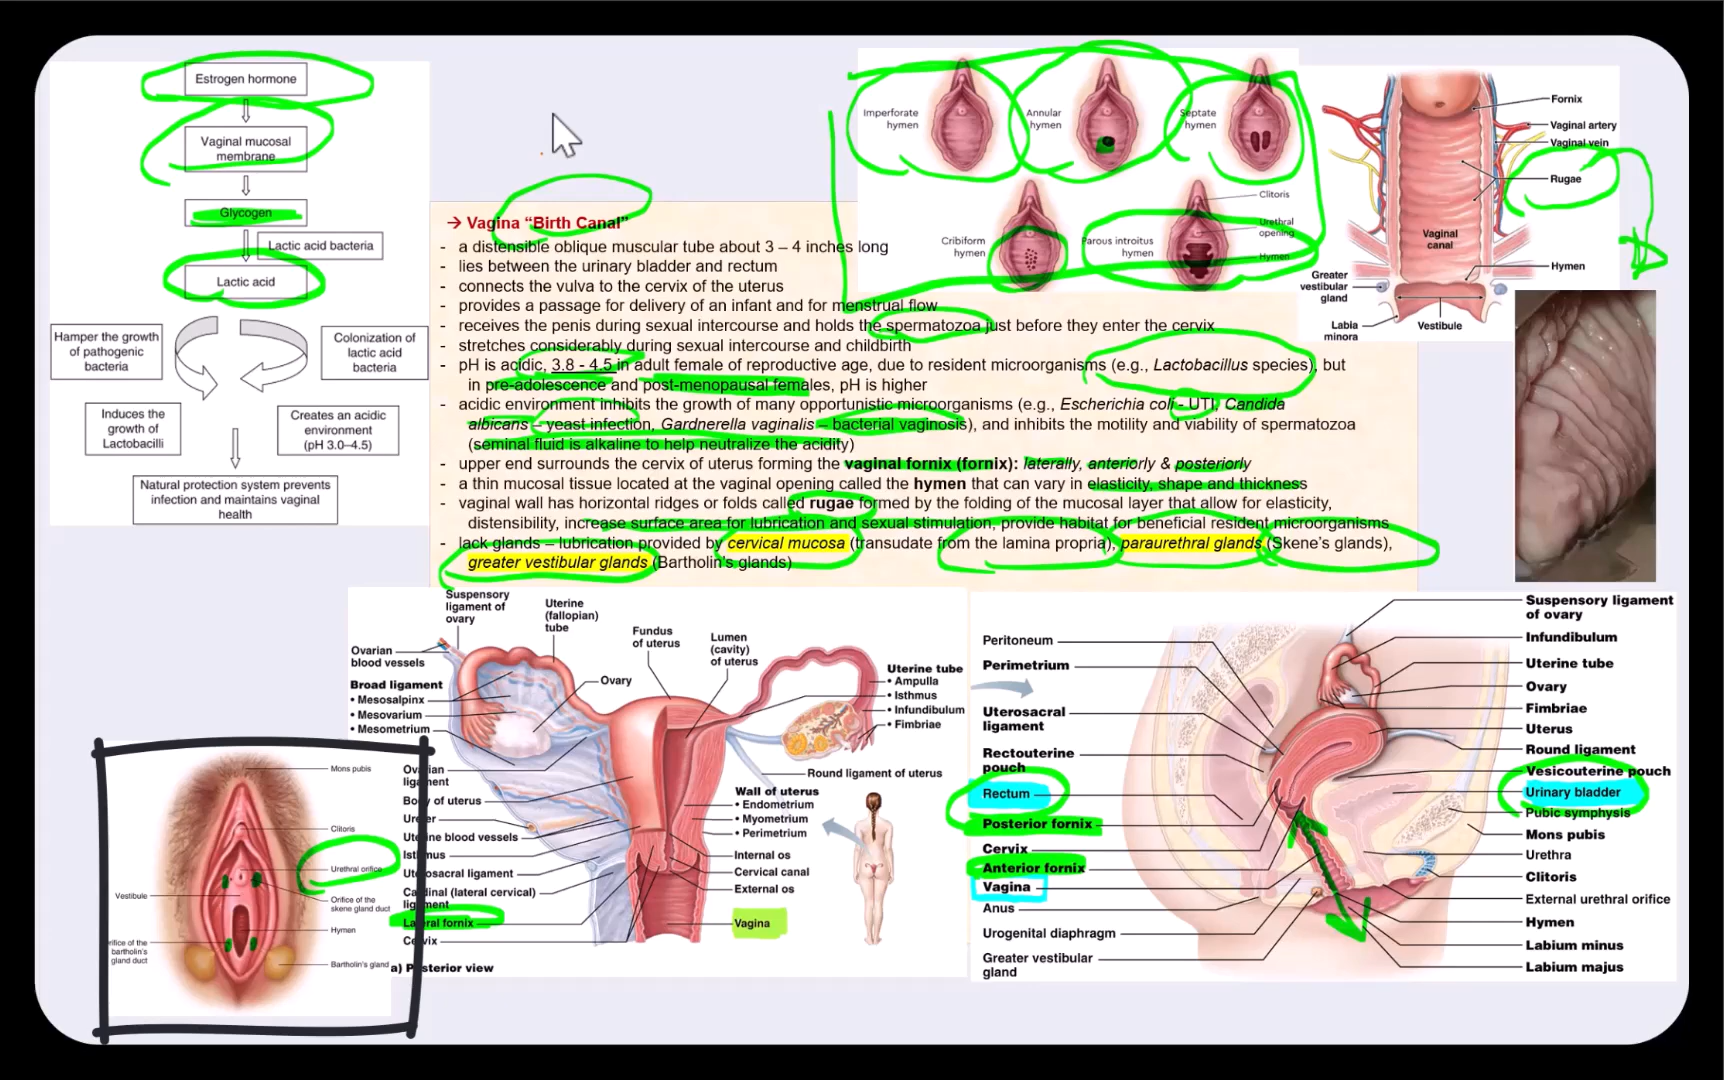 Estrogen hormone
Vaginal mucosal
membrane
Glycogen
Lactic acid bacteria
Lactic acid
Hamper the growth
of pathogenic
bacteria
Colonization of
lactic acid
bacteria
Induces the
growth of
Lactobacilli
Creates an acidic
environment
(pH 3.0–4.5)
Natural protection system prevents
infection and maintains vaginal
health
→ Vagina “Birth Canal”
- a distensible oblique muscular tube about 3 – 4 inches long
- lies between the urinary bladder and rectum
- connects the vulva to the cervix of the uterus
- provides a passage for delivery of an infant and for menstrual flow
- receives the penis during sexual intercourse and holds the spermatozoa just before they enter the cervix
- stretches considerably during sexual intercourse and childbirth
- pH is acidic, 3.8 - 4.5 in adult female of reproductive age, due to resident microorganisms (e.g., Lactobacillus species), but
in pre-adolescence and post-menopausal females, pH is higher
- acidic environment inhibits the growth of many opportunistic microorganisms (e.g., Escherichia coli - UTI, Candida
albicans – yeast infection, Gardnerella vaginalis – bacterial vaginosis), and inhibits the motility and viability of spermatozoa
(seminal fluid is alkaline to help neutralize the acidity)
- upper end surrounds the cervix of uterus forming the vaginal fornix (fornix): laterally, anteriorly & posteriorly
- a thin mucosal tissue located at the vaginal opening called the hymen that can vary in elasticity, shape and thickness
- vaginal wall has horizontal ridges or folds called rugae formed by the folding of the mucosal layer that allow for elasticity,
distensibility, increase surface area for lubrication and sexual stimulation, provide habitat for beneficial resident microorganisms
- lack glands – lubrication provided by cervical mucosa (transudate from the lamina propria), paraurethral glands (Skene’s glands),
greater vestibular glands (Bartholin’s glands)
Imperforate
hymen
Annular
hymen
Septate
hymen
Cribiform
hymen
Parous introitus
hymen
Clitoris
Urethral
opening
Hymen
Fornix
Vaginal artery
Vaginal vein
Rugae
Vaginal
canal
Hymen
Greater
vestibular
gland
Labia
minora
Vestibule
Suspensory
ligament of
ovary
Uterine
(fallopian)
tube
Fundus
of uterus
Lumen
(cavity)
of uterus
Ovarian
blood vessels
Broad ligament
• Mesosalpinx
• Mesovarium
• Mesometrium
Ovary
Uterine tube
• Ampulla
• Isthmus
• Infundibulum
• Fimbriae
Ovarian
ligament
Body of uterus
Ureter
Uterine blood vessels
Isthmus
Uterosacral ligament
Cardinal (lateral cervical)
ligament
Lateral fornix
Cervix
Round ligament of uterus
Wall of uterus
• Endometrium
• Myometrium
• Perimetrium
Internal os
Cervical canal
External os
Vagina
a) Posterior view
Mons pubis
Clitoris
Urethral orifice
Vestibule
Orifice of the
skene gland duct
Hymen
rifice of the
bartholin's
gland duct
Bartholin's gland
Peritoneum
Perimetrium
Uterosacral
ligament
Rectouterine
pouch
Rectum
Posterior fornix
Cervix
Anterior fornix
Vagina
Anus
Urogenital diaphragm
Greater vestibular
gland
Suspensory ligament
of ovary
Infundibulum
Uterine tube
Ovary
Fimbriae
Uterus
Round ligament
Vesicouterine pouch
Urinary bladder
Pubic symphysis
Mons pubis
Urethra
Clitoris
External urethral orifice
Hymen
Labium minus
Labium majus